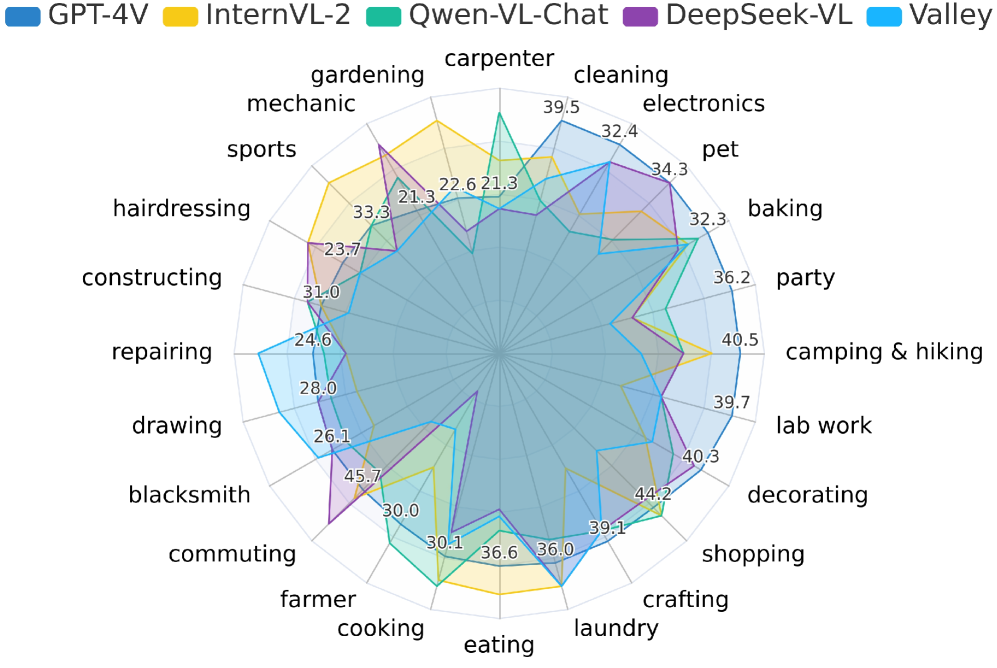 GPT-4V InternVL-2 Qwen-VL-Chat DeepSeek-VL Valley
carpenter
gardening cleaning
mechanic electronics
sports pet
hairdressing baking
constructing party
repairing camping & hiking
drawing lab work
blacksmith decorating
commuting shopping
farmer crafting
cooking laundry
eating
39.5
32.4
34.3
32.3
36.2
40.5
39.7
40.3
44.2
39.1
36.0
36.6
30.1
30.0
45.7
26.1
28.0
24.6
31.0
23.7
33.3
21.3
22.6
21.3